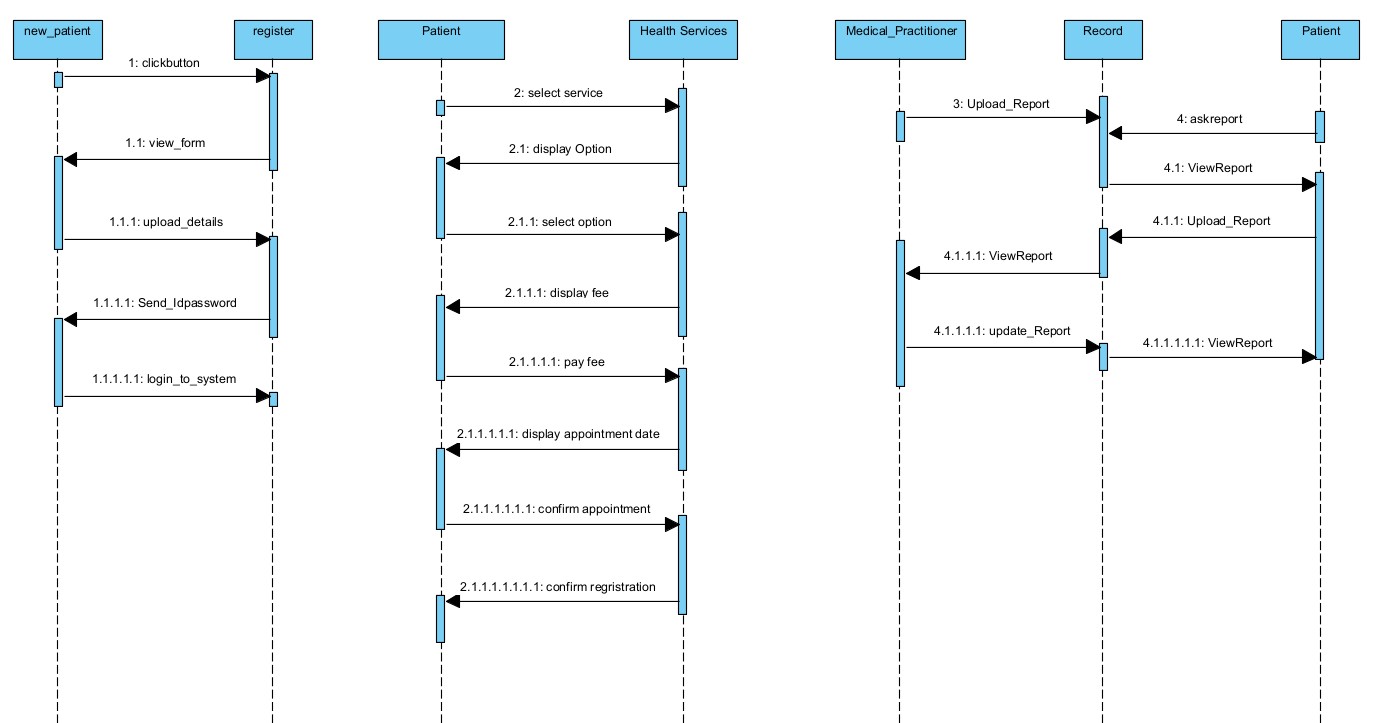 new_patient
register
1: clickbutton
1.1: view_form
1.1.1: upload_details
1.1.1.1: Send_Idpassword
1.1.1.1.1: login_to_system
Patient
Health Services
2: select service
2.1: display Option
2.1.1: select option
2.1.1.1: display fee
2.1.1.1.1: pay fee
2.1.1.1.1.1: display appointment date
2.1.1.1.1.1.1: confirm appointment
2.1.1.1.1.1.1.1: confirm regristration
Medical_Practitioner
Record
Patient
3: Upload_Report
4: askreport
4.1: ViewReport
4.1.1: Upload_Report
4.1.1.1: ViewReport
4.1.1.1.1: update_Report
4.1.1.1.1.1: ViewReport